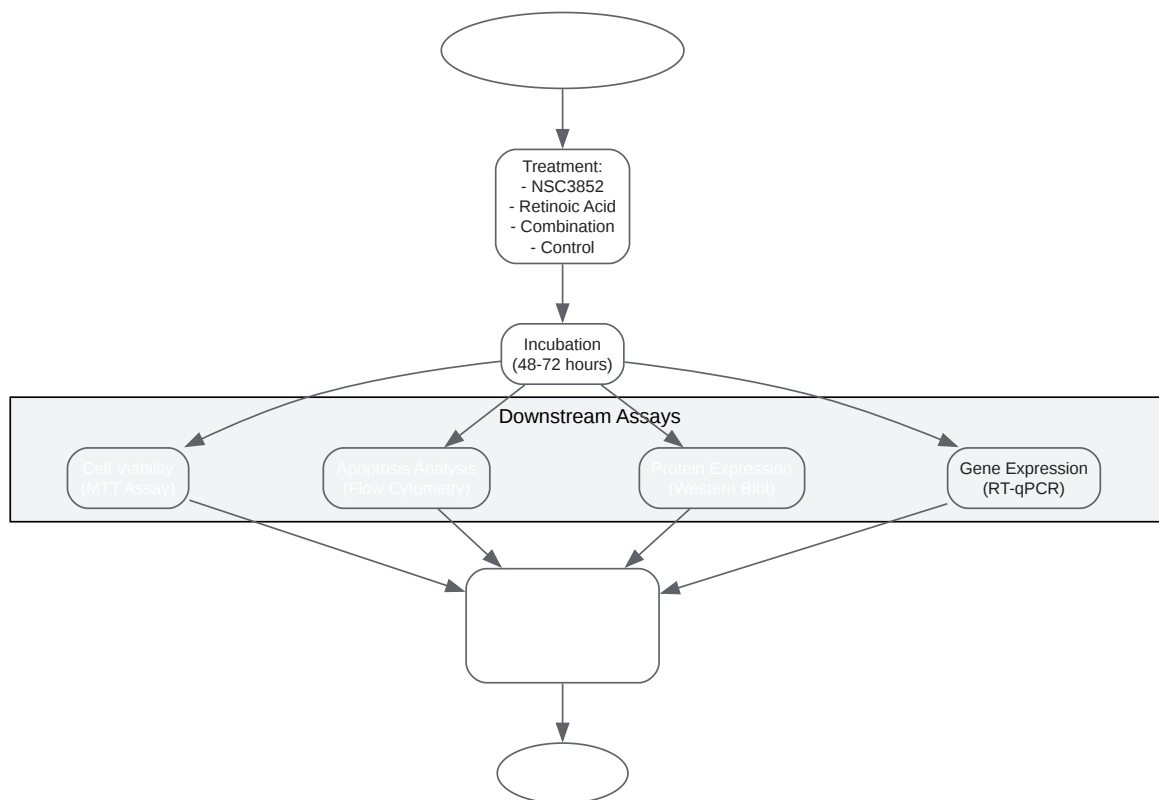 Treatment:
- NSC3852
- Retinoic Acid
- Combination
- Control
Incubation
(48-72 hours)
Downstream Assays
Cell Viability
(MTT Assay)
Apoptosis Analysis
(Flow Cytometry)
Protein Expression
(Western Blot)
Gene Expression
(RT-qPCR)